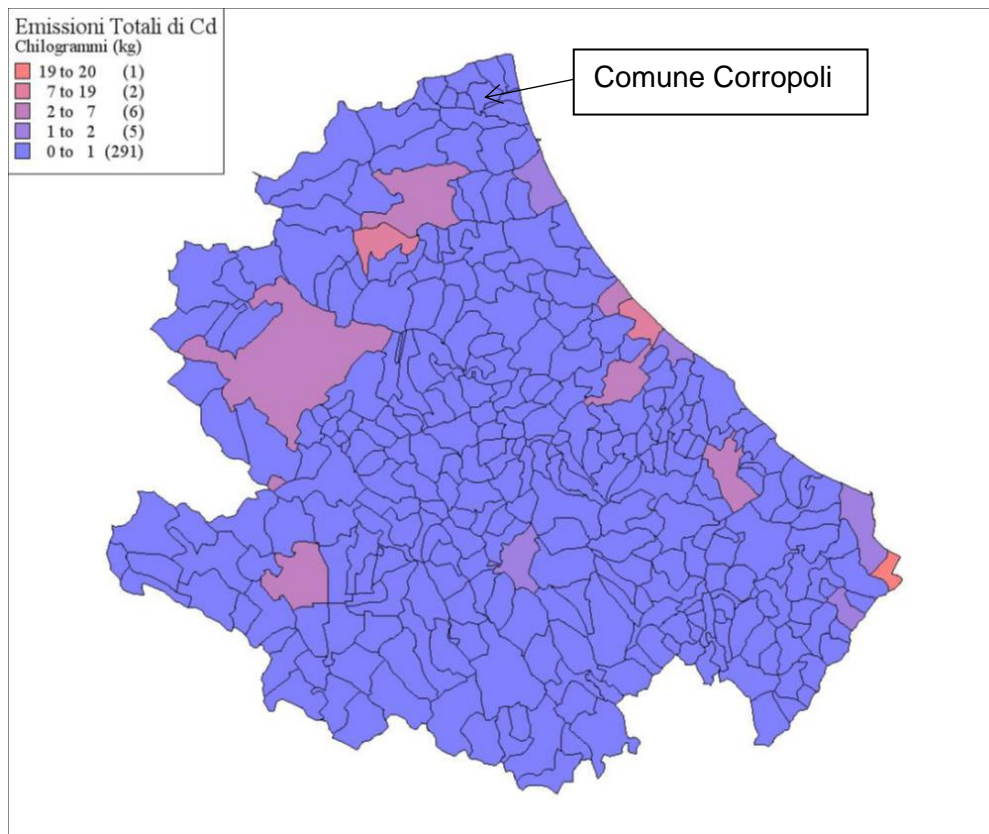 Emissioni Totali di Cd
Chilogrammi (kg)
19 to 20 (1)
7 to 19 (2)
2 to 7 (6)
1 to 2 (5)
0 to 1 (291)
Comune Corropoli